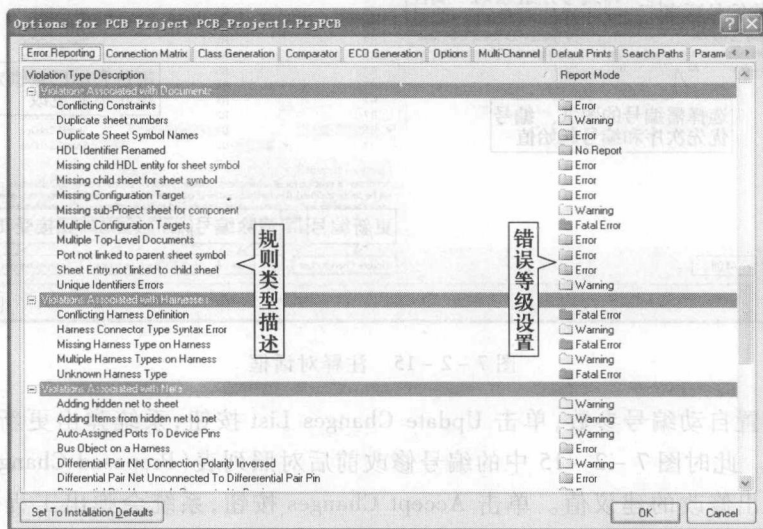 Options for PCB Project PCB_Project1.PrjPCB
Error Reporting Connection Matrix Class Generation Comparator ECO Generation Options Multi-Channel Default Prints Search Paths Param
Violation Type Description Report Mode
Violations Associated with Documents
Conflicting Constraints Error
Duplicate sheet numbers Warning
Duplicate Sheet Symbol Names Error
HDL Identifier Renamed No Report
Missing child HDL entity for sheet symbol Error
Missing child sheet for sheet symbol Error
Missing Configuration Target Error
Missing sub-Project sheet for component Warning
Multiple Configuration Targets Fatal Error
Multiple Top-Level Documents Error
Port not linked to parent sheet symbol Error
Sheet Entry not linked to child sheet Error
Unique Identifiers Errors Warning
规则类型描述
错误等级设置
Violations Associated with Harnesses
Conflicting Harness Definition Fatal Error
Harness Connector Type Syntax Error Warning
Missing Harness Type on Harness Fatal Error
Multiple Harness Types on Harness Warning
Unknown Harness Type Fatal Error
Violations Associated with Nets
Adding hidden net to sheet Warning
Adding Items from hidden net to net Warning
Auto-Assigned Ports To Device Pins Warning
Bus Object on a Harness Error
Differential Pair Net Connection Polarity Inversed Warning
Differential Pair Net Unconnected To Differential Pair Pin Error
Set To Installation Defaults OK Cancel